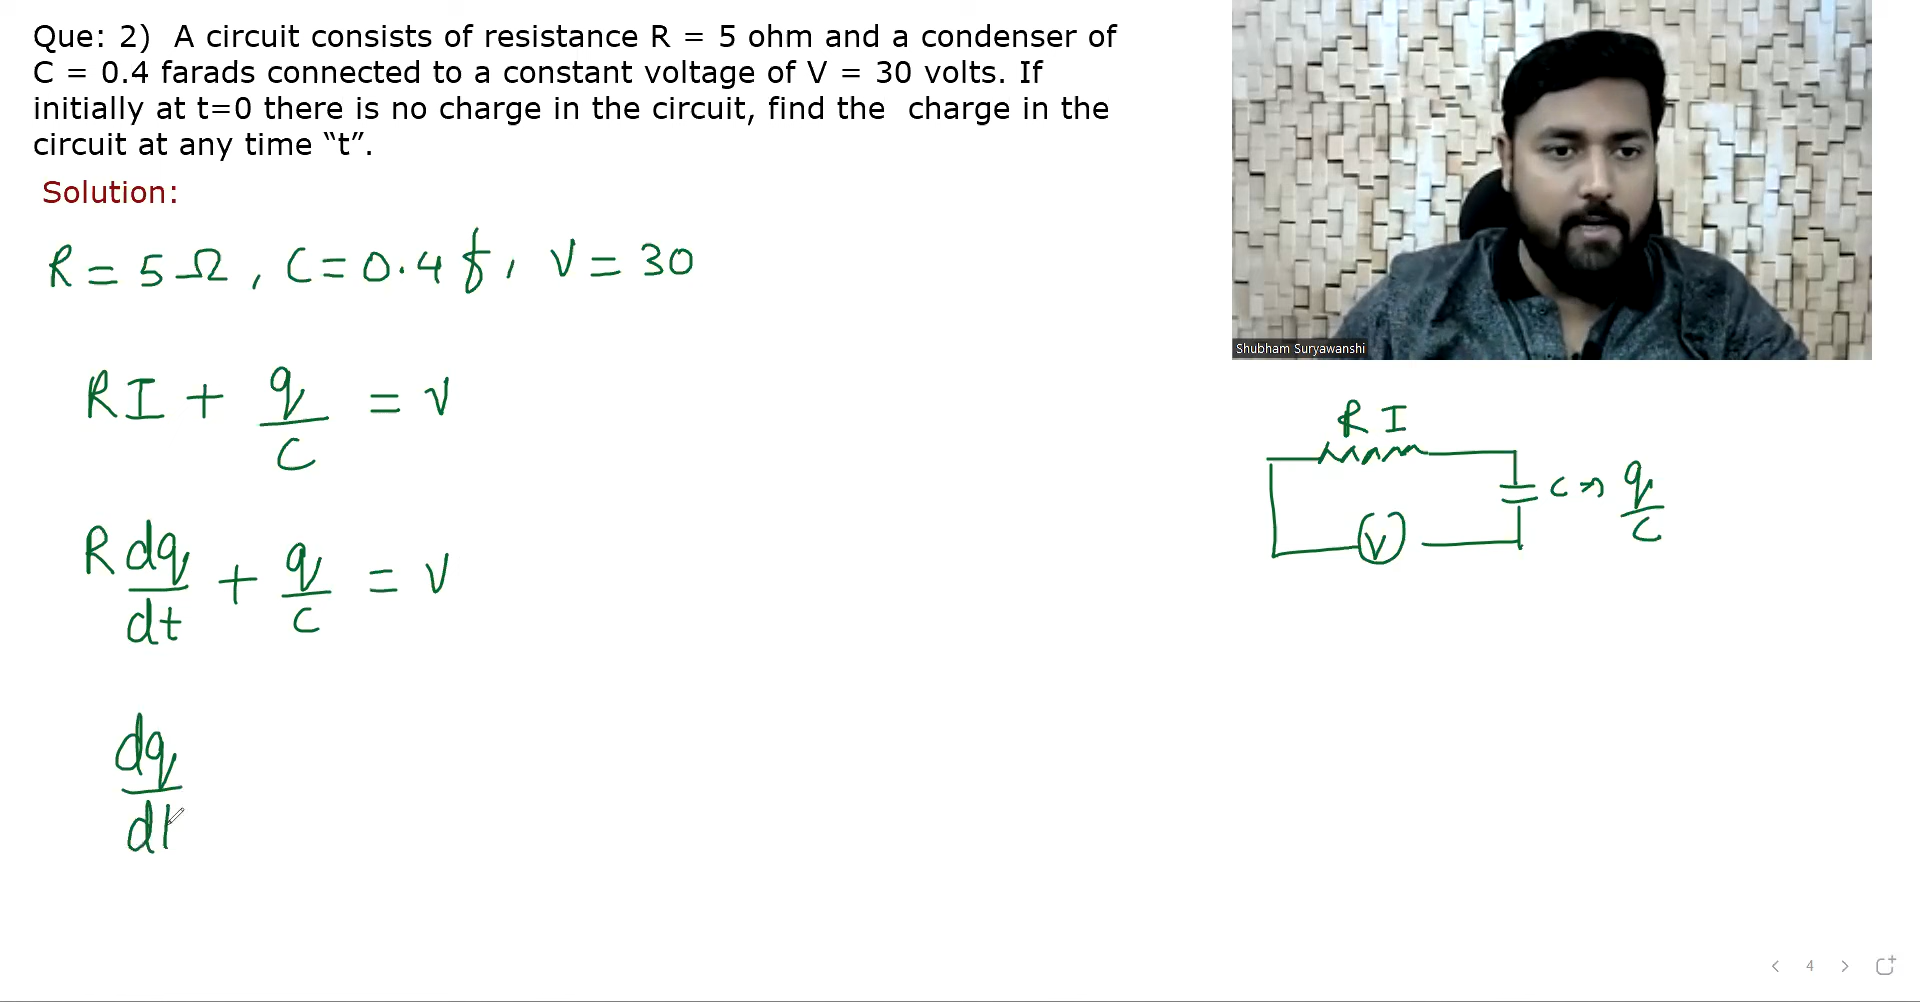 Que: 2) A circuit consists of resistance R = 5 ohm and a condenser of
C = 0.4 farads connected to a constant voltage of V = 30 volts. If
initially at t=0 there is no charge in the circuit, find the charge in the
circuit at any time “t”.
Solution:
R = 5 Ω, C = 0.4 f, V = 30
RI + q/C = V
R dq/dt + q/C = V
dq/dt
Shubham Suryawanshi
R I
C → q/C
V
4